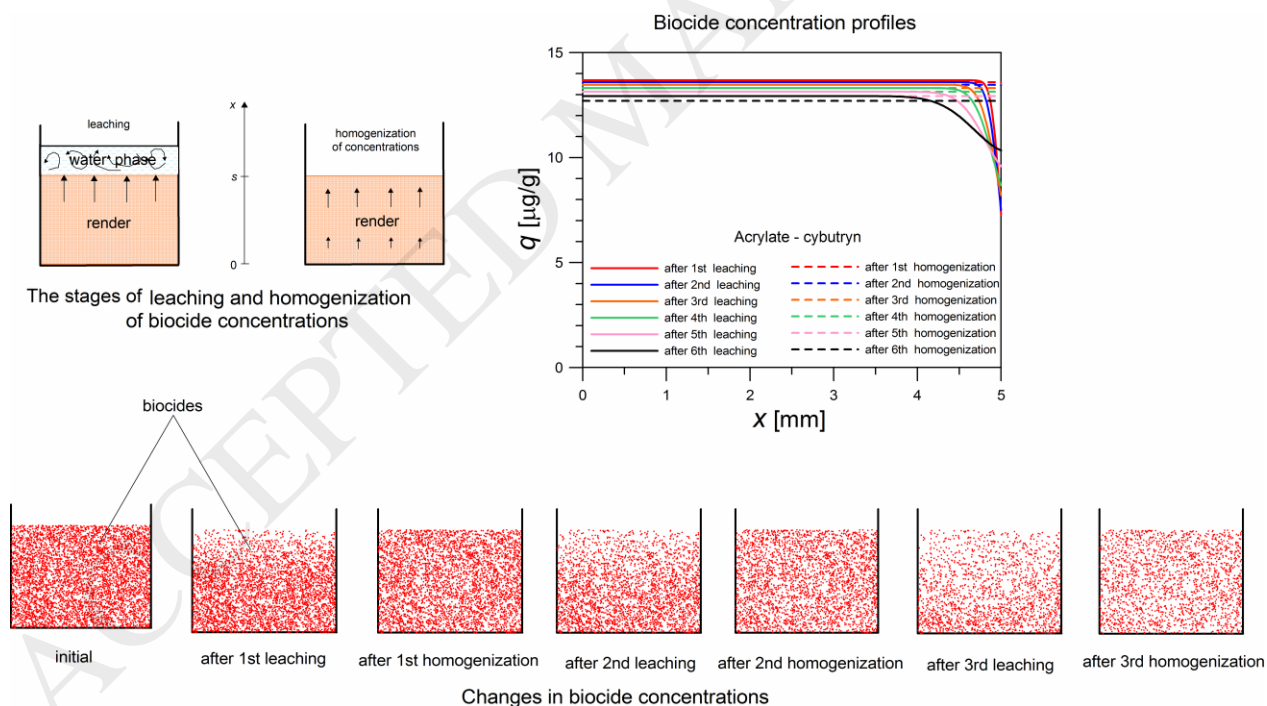 Biocide concentration profiles
leaching
water phase
render
x
s
0
homogenization
of concentrations
render
The stages of leaching and homogenization
of biocide concentrations
15
10
5
0
q [µg/g]
Acrylate - cybutryn
after 1st leaching
after 2nd leaching
after 3rd leaching
after 4th leaching
after 5th leaching
after 6th leaching
after 1st homogenization
after 2nd homogenization
after 3rd homogenization
after 4th homogenization
after 5th homogenization
after 6th homogenization
0 1 2 3 4 5
x [mm]
biocides
initial
after 1st leaching
after 1st homogenization
after 2nd leaching
after 2nd homogenization
after 3rd leaching
after 3rd homogenization
Changes in biocide concentrations
ACCEPTED MA